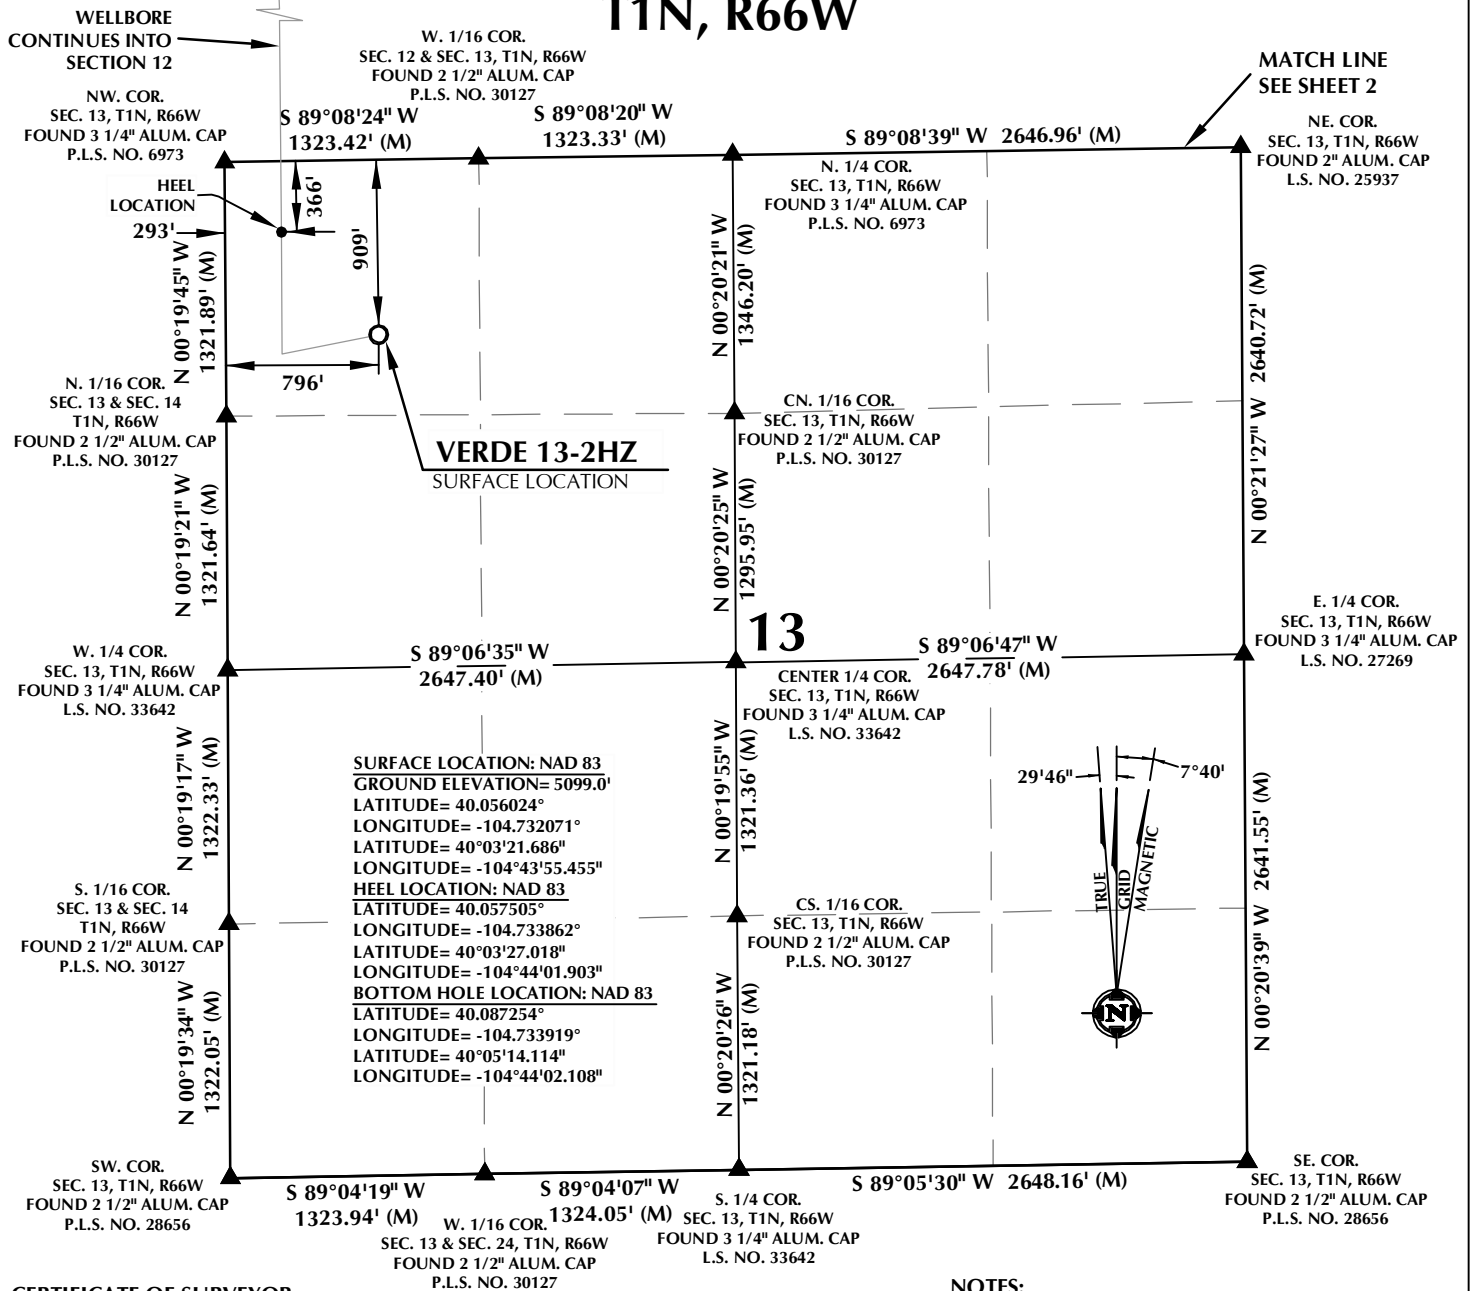 T1N, R66W
WELLBORE
CONTINUES INTO
SECTION 12
W. 1/16 COR.
SEC. 12 & SEC. 13, T1N, R66W
FOUND 2 1/2" ALUM. CAP
P.L.S. NO. 30127
MATCH LINE
SEE SHEET 2
NW. COR.
SEC. 13, T1N, R66W
FOUND 3 1/4" ALUM. CAP
P.L.S. NO. 6973
S 89°08'24" W
1323.42' (M)
S 89°08'20" W
1323.33' (M)
S 89°08'39" W 2646.96' (M)
NE. COR.
SEC. 13, T1N, R66W
FOUND 2" ALUM. CAP
L.S. NO. 25937
N. 1/4 COR.
SEC. 13, T1N, R66W
FOUND 3 1/4" ALUM. CAP
P.L.S. NO. 6973
HEEL
LOCATION
293'
366'
909'
796'
N 00°19'45" W
1321.89' (M)
N 00°20'21" W
1346.20' (M)
N 00°21'27" W 2640.72' (M)
N. 1/16 COR.
SEC. 13 & SEC. 14
T1N, R66W
FOUND 2 1/2" ALUM. CAP
P.L.S. NO. 30127
CN. 1/16 COR.
SEC. 13, T1N, R66W
FOUND 2 1/2" ALUM. CAP
P.L.S. NO. 30127
VERDE 13-2HZ
SURFACE LOCATION
N 00°19'21" W
1321.64' (M)
N 00°20'25" W
1295.95' (M)
13
W. 1/4 COR.
SEC. 13, T1N, R66W
FOUND 3 1/4" ALUM. CAP
L.S. NO. 33642
S 89°06'35" W
2647.40' (M)
S 89°06'47" W
2647.78' (M)
E. 1/4 COR.
SEC. 13, T1N, R66W
FOUND 3 1/4" ALUM. CAP
L.S. NO. 27269
CENTER 1/4 COR.
SEC. 13, T1N, R66W
FOUND 3 1/4" ALUM. CAP
L.S. NO. 33642
N 00°19'17" W
1322.33' (M)
SURFACE LOCATION: NAD 83
GROUND ELEVATION= 5099.0'
LATITUDE= 40.056024°
LONGITUDE= -104.732071°
LATITUDE= 40°03'21.686"
LONGITUDE= -104°43'55.455"
HEEL LOCATION: NAD 83
LATITUDE= 40.057505°
LONGITUDE= -104.733862°
LATITUDE= 40°03'27.018"
LONGITUDE= -104°44'01.903"
BOTTOM HOLE LOCATION: NAD 83
LATITUDE= 40.087254°
LONGITUDE= -104.733919°
LATITUDE= 40°05'14.114"
LONGITUDE= -104°44'02.108"
N 00°19'55" W
1321.36' (M)
29'46"
7°40'
TRUE
GRID
MAGNETIC
N
N 00°20'39" W 2641.55' (M)
S. 1/16 COR.
SEC. 13 & SEC. 14
T1N, R66W
FOUND 2 1/2" ALUM. CAP
P.L.S. NO. 30127
CS. 1/16 COR.
SEC. 13, T1N, R66W
FOUND 2 1/2" ALUM. CAP
P.L.S. NO. 30127
N 00°19'34" W
1322.05' (M)
N 00°20'26" W
1321.18' (M)
SW. COR.
SEC. 13, T1N, R66W
FOUND 2 1/2" ALUM. CAP
P.L.S. NO. 28656
S 89°04'19" W
1323.94' (M)
S 89°04'07" W
1324.05' (M)
S 89°05'30" W 2648.16' (M)
SE. COR.
SEC. 13, T1N, R66W
FOUND 2 1/2" ALUM. CAP
P.L.S. NO. 28656
W. 1/16 COR.
SEC. 13 & SEC. 24, T1N, R66W
FOUND 2 1/2" ALUM. CAP
P.L.S. NO. 30127
S. 1/4 COR.
SEC. 13, T1N, R66W
FOUND 3 1/4" ALUM. CAP
L.S. NO. 33642
CERTIFICATE OF SURVEYOR
NOTES: